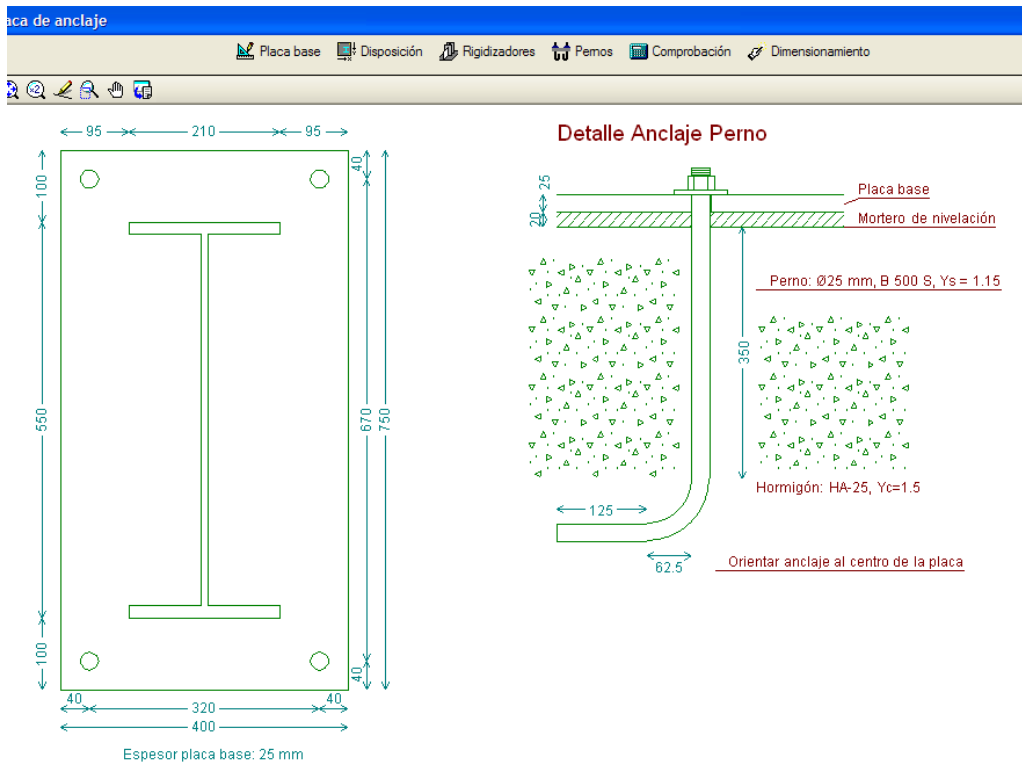 aca de anclaje
Placa base Disposición Rigidizadores Pernos Comprobación Dimensionamiento
x2
95 210 95
Detalle Anclaje Perno
40
100
25
20
Placa base
Mortero de nivelación
Perno: Ø25 mm, B 500 S, Ys = 1.15
350
550
670
750
Hormigón: HA-25, Yc=1.5
125
62.5
Orientar anclaje al centro de la placa
100
40
40 320 40
400
Espesor placa base: 25 mm